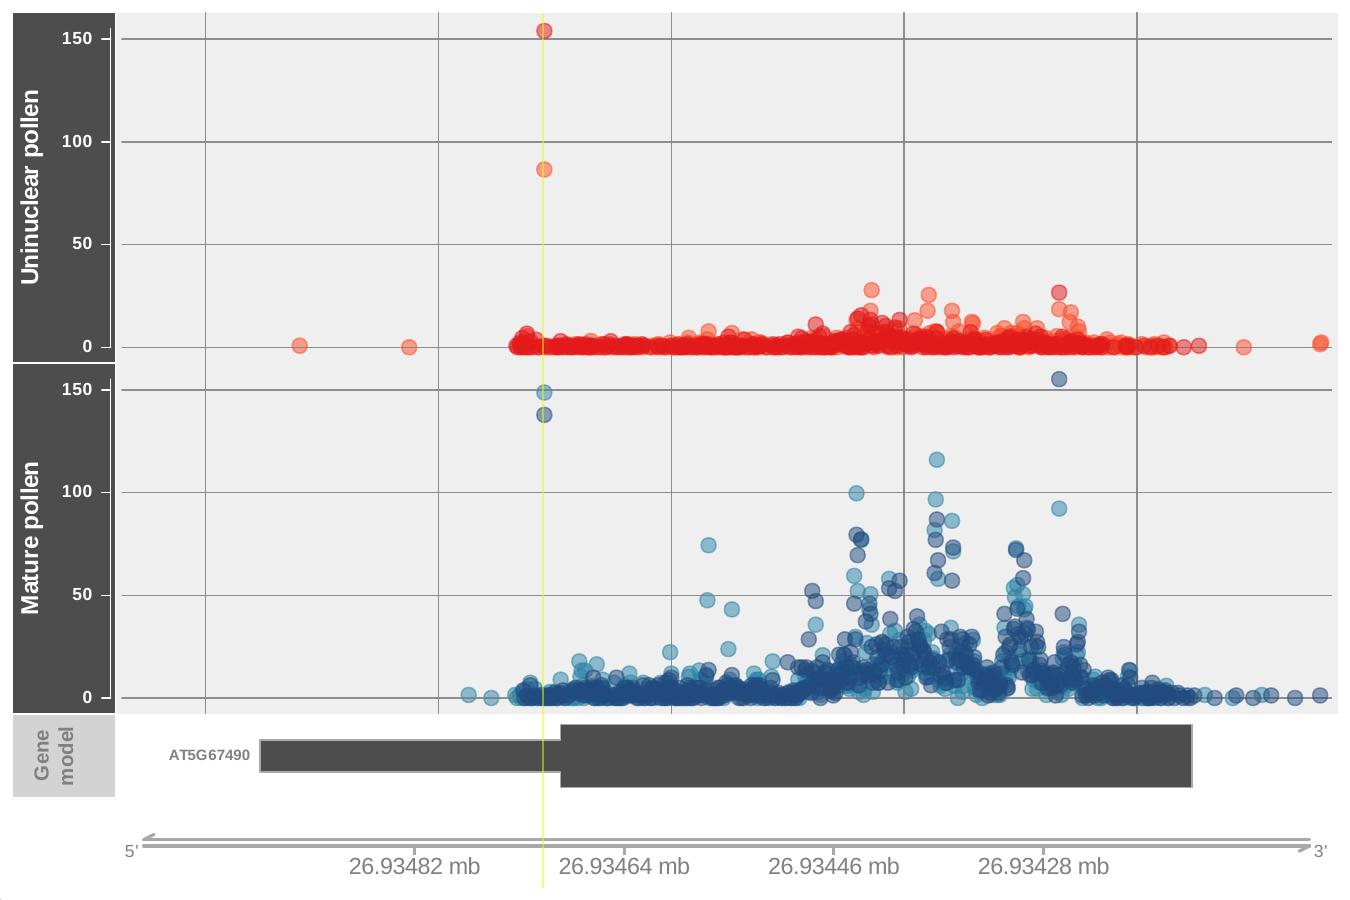 Uninuclear pollen
150
100
50
0
Mature pollen
150
100
50
0
Gene
model
AT5G67490
5'
3'
26.93482 mb
26.93464 mb
26.93446 mb
26.93428 mb